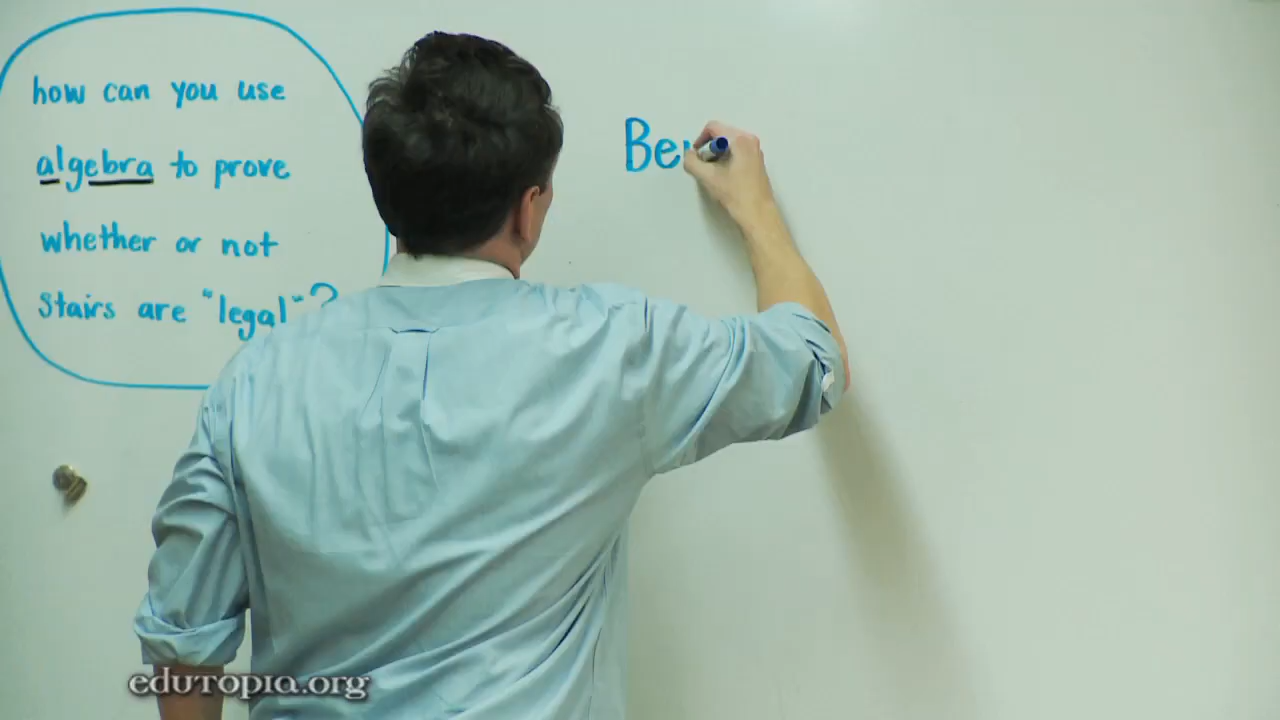 how can you use
algebra to prove
whether or not
stairs are "legal"?
Be
edutopia.org